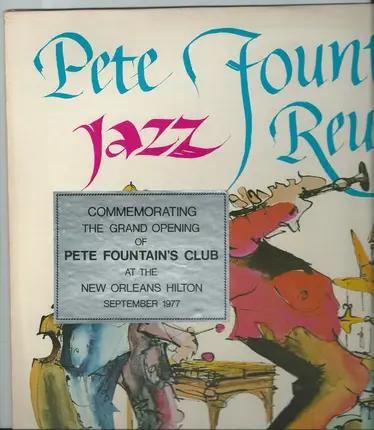 Pete Fount
Jazz Reu
COMMEMORATING
THE GRAND OPENING
OF
PETE FOUNTAIN'S CLUB
AT THE
NEW ORLEANS HILTON
SEPTEMBER 1977